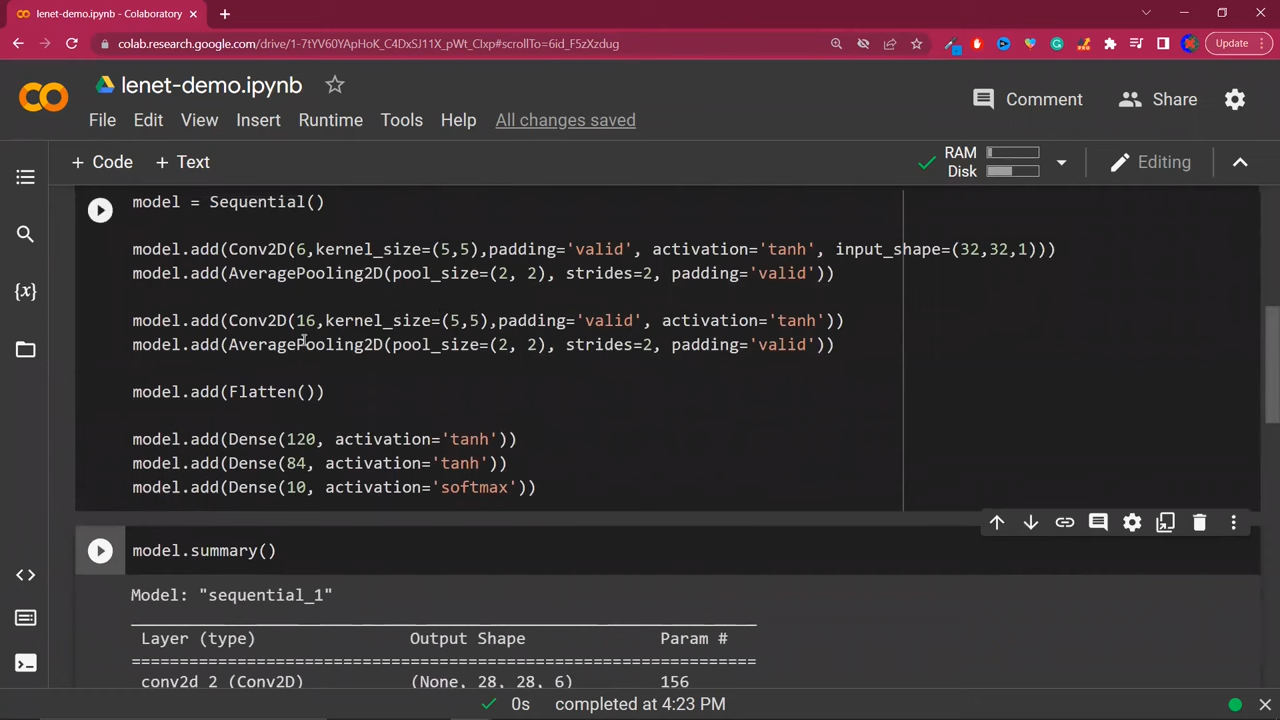 lenet-demo.ipynb - Colaboratory
colab.research.google.com/drive/1-7tYV60YApHoK_C4DxSJ11X_pWt_CIxp#scrollTo=6id_F5zXzdug
Update
lenet-demo.ipynb
Comment
Share
File Edit View Insert Runtime Tools Help All changes saved
+ Code + Text
RAM
Disk
Editing
model = Sequential()
model.add(Conv2D(6,kernel_size=(5,5),padding='valid', activation='tanh', input_shape=(32,32,1)))
model.add(AveragePooling2D(pool_size=(2, 2), strides=2, padding='valid'))
model.add(Conv2D(16,kernel_size=(5,5),padding='valid', activation='tanh'))
model.add(AveragePooling2D(pool_size=(2, 2), strides=2, padding='valid'))
model.add(Flatten())
model.add(Dense(120, activation='tanh'))
model.add(Dense(84, activation='tanh'))
model.add(Dense(10, activation='softmax'))
model.summary()
Model: "sequential_1"
Layer (type) Output Shape Param #
conv2d_2 (Conv2D) (None, 28, 28, 6) 156
0s completed at 4:23 PM